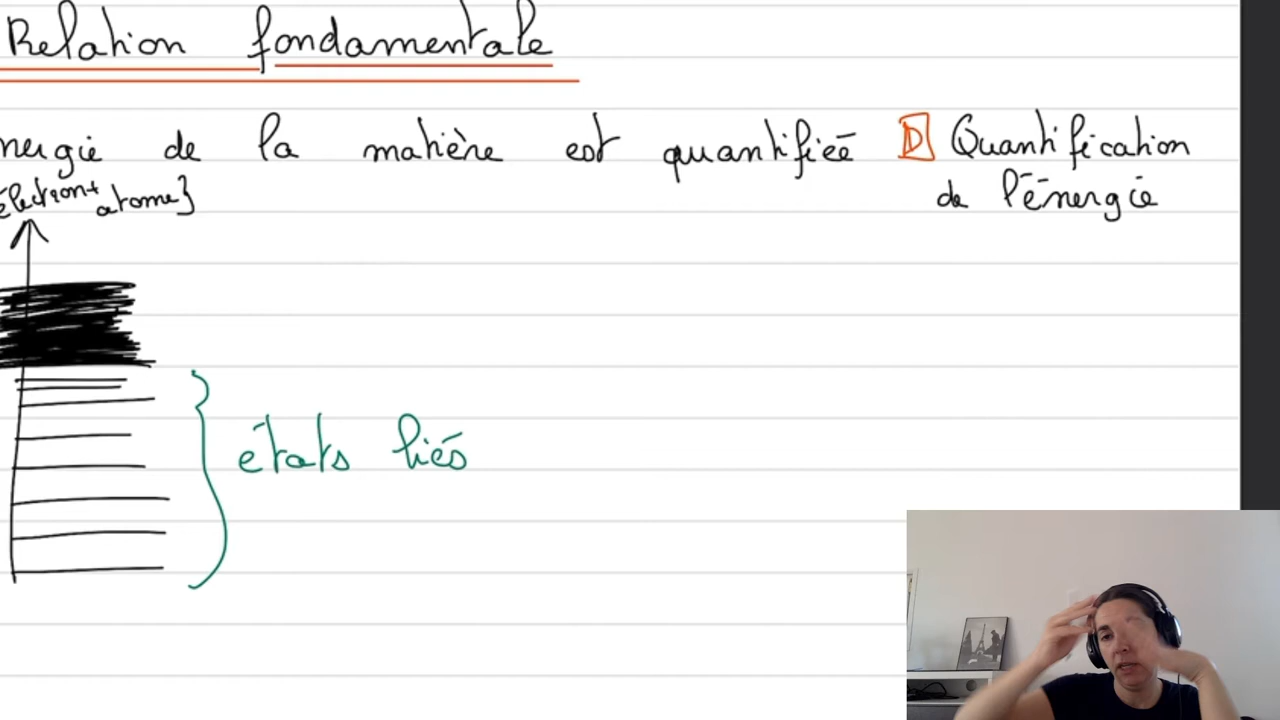 Relation fondamentale
nergie de la matière est quantifiée D Quantification
électron+ atome} de l'énergie
états liés